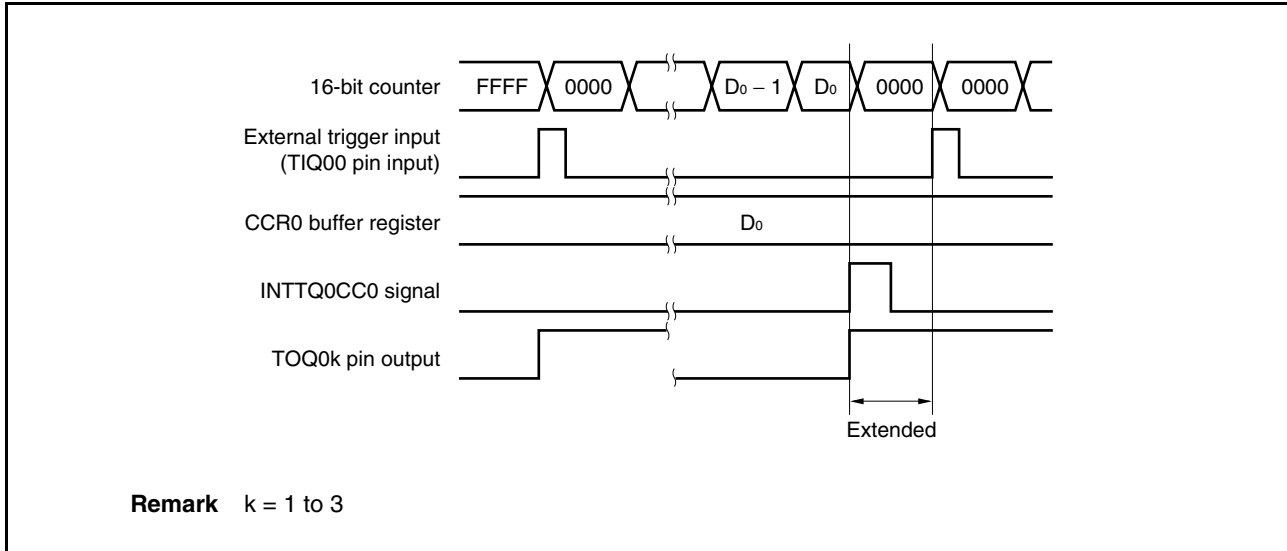 16-bit counter FFFF 0000 D₀ − 1 D₀ 0000 0000
External trigger input
(TIQ00 pin input)
CCR0 buffer register D₀
INTTQ0CC0 signal
TOQ0k pin output
Extended
Remark k = 1 to 3